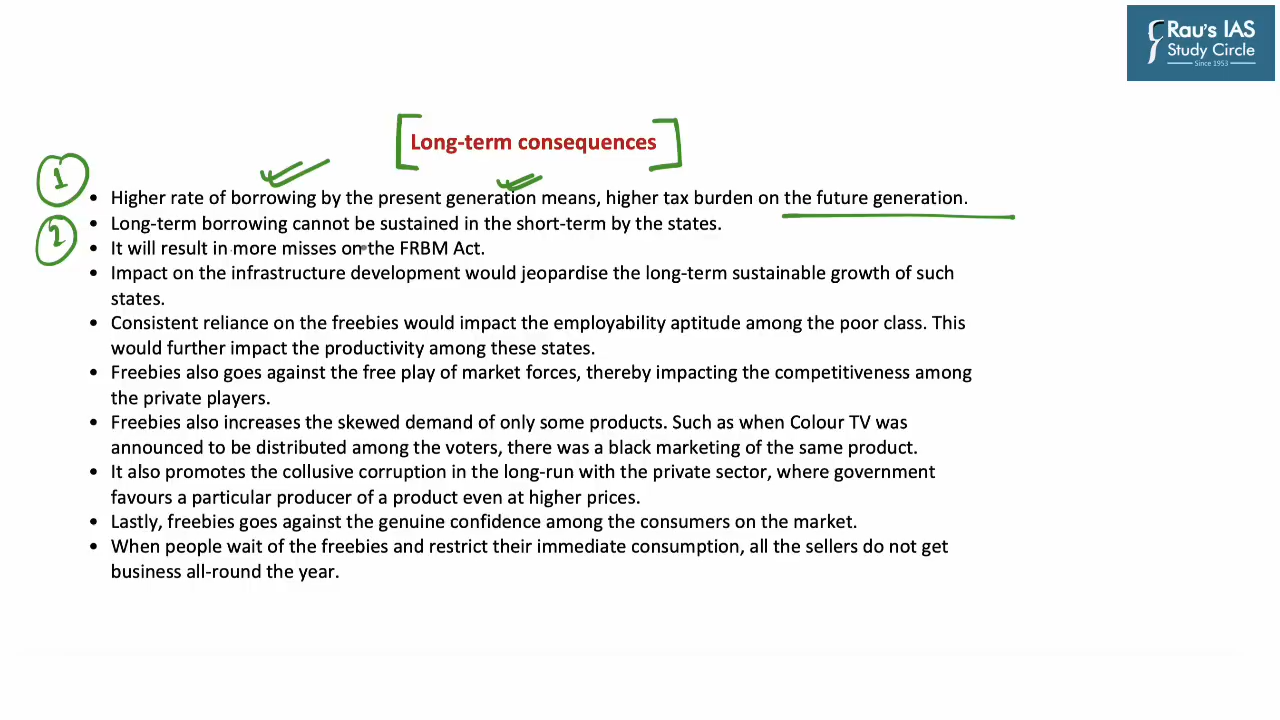 Rau's IAS
Study Circle
Since 1953
Long-term consequences
1
• Higher rate of borrowing by the present generation means, higher tax burden on the future generation.
2
• Long-term borrowing cannot be sustained in the short-term by the states.
• It will result in more misses on the FRBM Act.
• Impact on the infrastructure development would jeopardise the long-term sustainable growth of such
states.
• Consistent reliance on the freebies would impact the employability aptitude among the poor class. This
would further impact the productivity among these states.
• Freebies also goes against the free play of market forces, thereby impacting the competitiveness among
the private players.
• Freebies also increases the skewed demand of only some products. Such as when Colour TV was
announced to be distributed among the voters, there was a black marketing of the same product.
• It also promotes the collusive corruption in the long-run with the private sector, where government
favours a particular producer of a product even at higher prices.
• Lastly, freebies goes against the genuine confidence among the consumers on the market.
• When people wait of the freebies and restrict their immediate consumption, all the sellers do not get
business all-round the year.